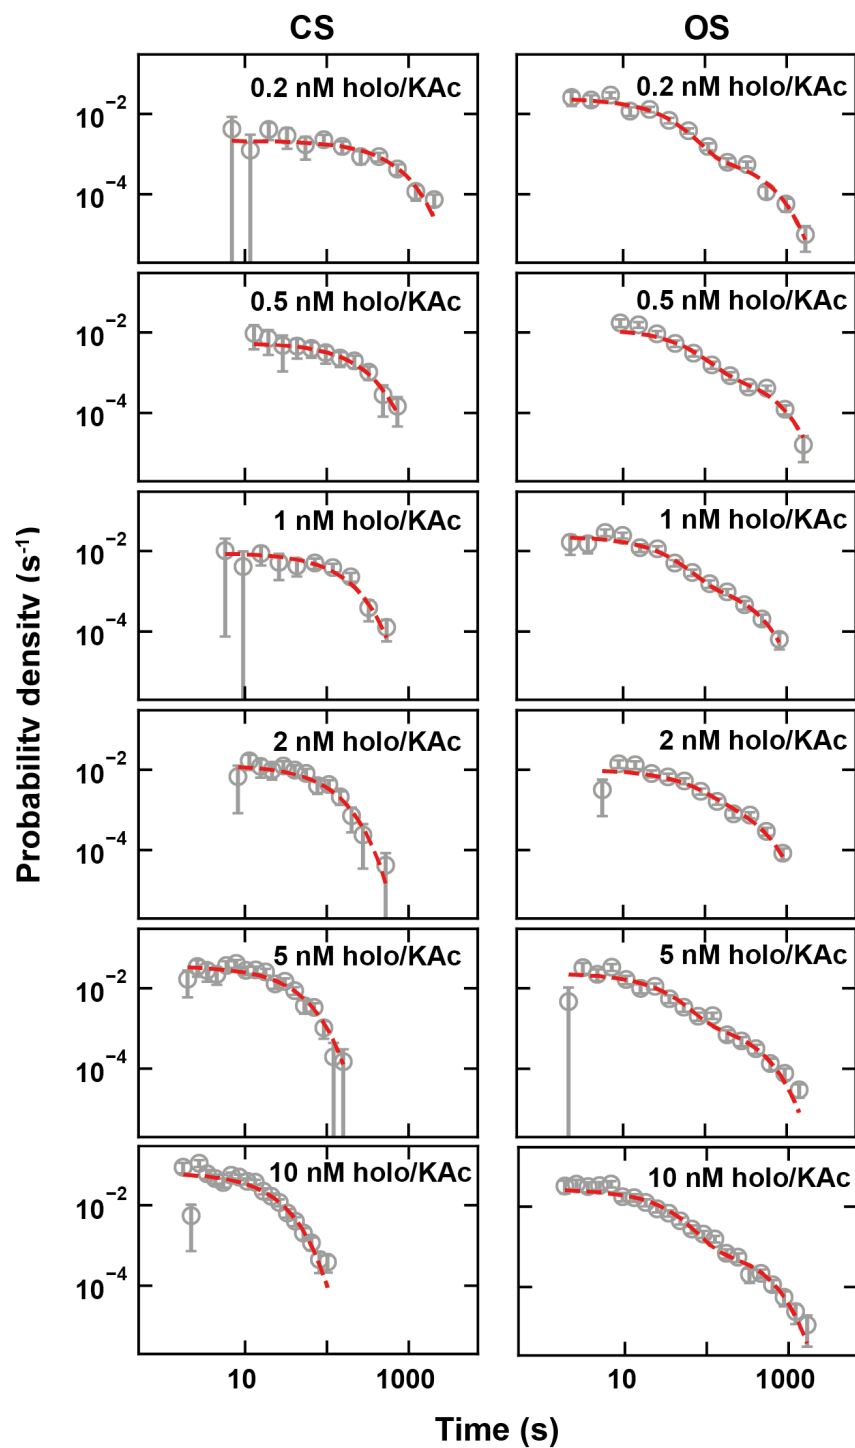 CS
OS
0.2 nM holo/KAc
0.2 nM holo/KAc
10⁻²
10⁻⁴
0.5 nM holo/KAc
0.5 nM holo/KAc
10⁻²
10⁻⁴
1 nM holo/KAc
1 nM holo/KAc
10⁻²
10⁻⁴
2 nM holo/KAc
2 nM holo/KAc
10⁻²
10⁻⁴
5 nM holo/KAc
5 nM holo/KAc
10⁻²
10⁻⁴
10 nM holo/KAc
10 nM holo/KAc
10⁻²
10⁻⁴
Probability density (s⁻¹)
10 1000 10 1000
Time (s)